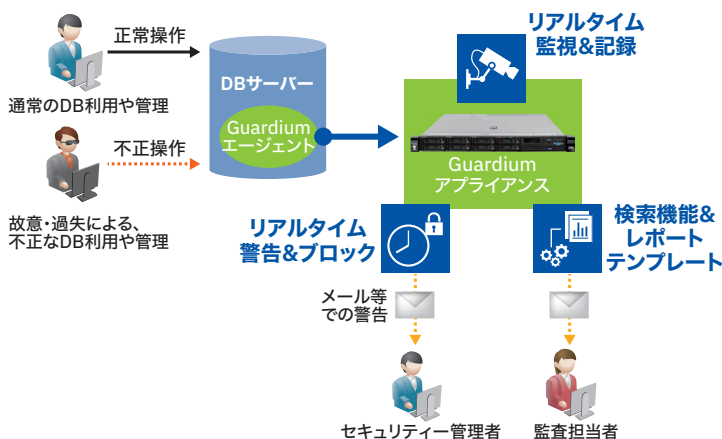 正常操作
通常のDB利用や管理
不正操作
故意・過失による、
不正なDB利用や管理
DBサーバー
Guardium
エージェント
リアルタイム
監視&記録
Guardium
アプライアンス
リアルタイム
警告&ブロック
検索機能&
レポート
テンプレート
メール等
での警告
セキュリティー管理者
監査担当者